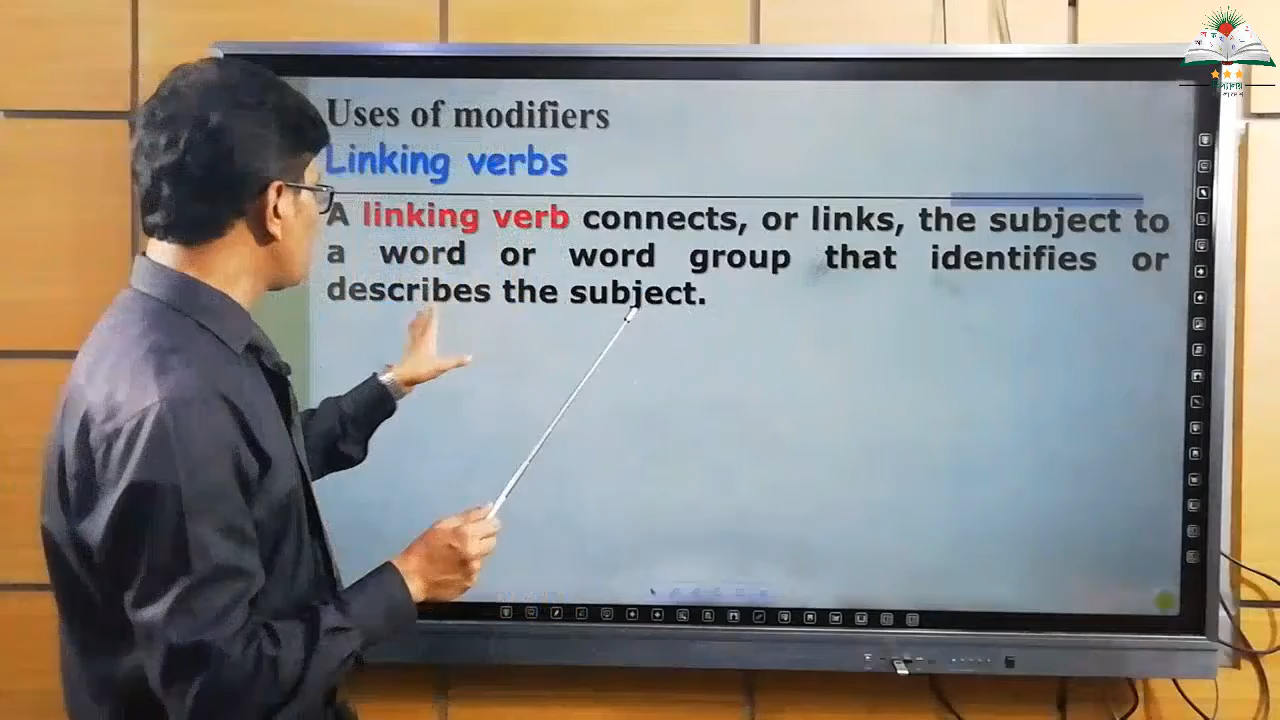 Uses of modifiers
Linking verbs
A linking verb connects, or links, the subject to
a word or word group that identifies or
describes the subject.